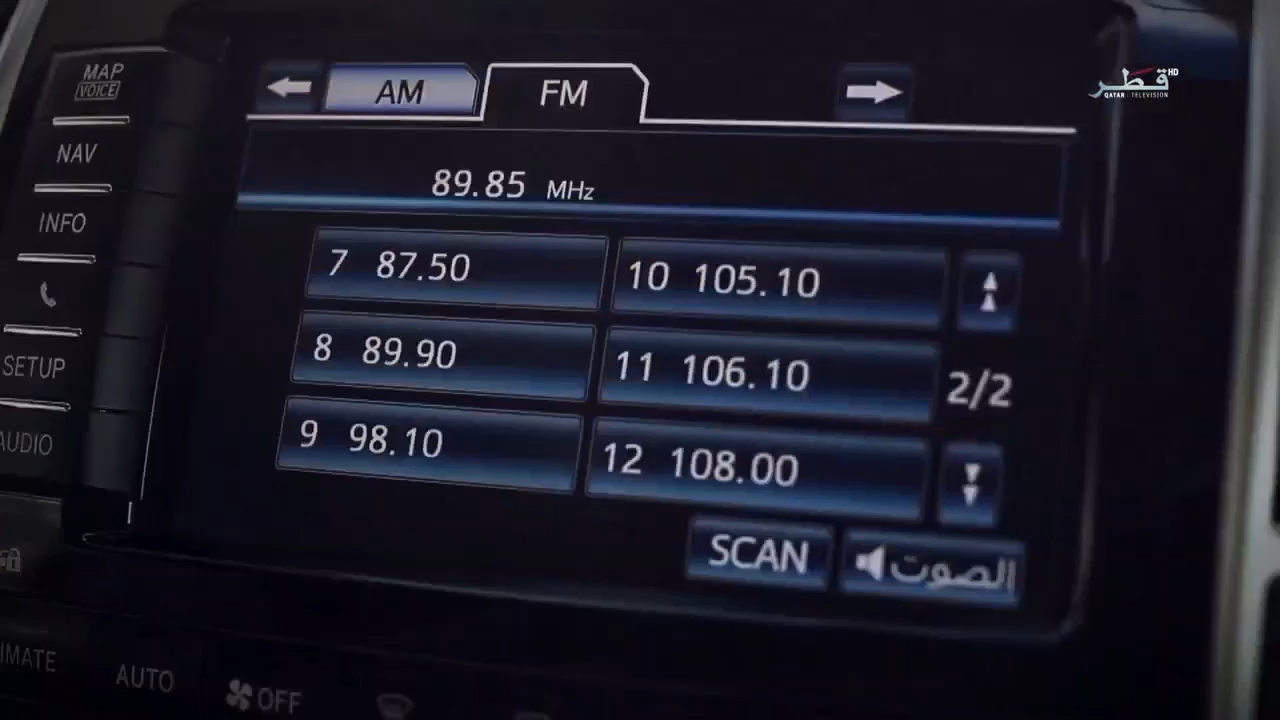 MAP
VOICE
NAV
INFO
SETUP
AUDIO
AM
FM
89.85 MHz
7 87.50
10 105.10
8 89.90
11 106.10
2/2
9 98.10
12 108.00
SCAN
الصوت
AUTO
OFF
قطر HD
QATAR TELEVISION